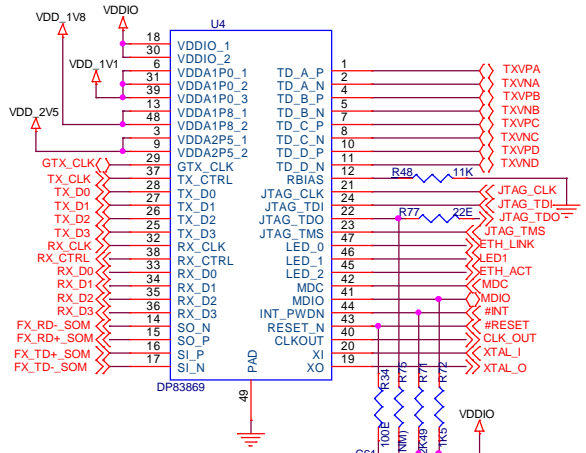 VDDIO
U4
VDD_1V8
18 VDDIO_1
30 VDDIO_2
VDD_1V1
6 VDDA1P0_1 TD_A_P 1 TXVPA
31 VDDA1P0_2 TD_A_N 2 TXVNA
39 VDDA1P0_3 TD_B_P 4 TXVPB
13 VDDA1P8_1 TD_B_N 5 TXVNB
VDD_2V5
48 VDDA1P8_2 TD_C_P 7 TXVPC
3 VDDA2P5_1 TD_C_N 8 TXVNC
9 VDDA2P5_2 TD_D_P 10 TXVPD
GTX_CLK 29 GTX_CLK TD_D_N 11 TXVND
TX_CLK 37 TX_CTRL RBIAS 12 R48 11K
TX_D0 28 TX_D0 JTAG_CLK 21 JTAG_CLK
TX_D1 27 TX_D1 JTAG_TDI 24 JTAG_TDI
TX_D2 26 TX_D2 JTAG_TDO 22 R77 22E JTAG_TDO
TX_D3 25 TX_D3 JTAG_TMS 23 JTAG_TMS
RX_CLK 32 RX_CLK LED_0 47 ETH_LINK
RX_CTRL 38 RX_CTRL LED_1 46 LED1
RX_D0 33 RX_D0 LED_2 45 ETH_ACT
RX_D1 34 RX_D1 MDC 42 MDC
RX_D2 35 RX_D2 MDIO 41 MDIO
RX_D3 36 RX_D3 INT_PWDN 44 #INT
FX_RD-_SOM 14 SO_N RESET_N 43 #RESET
FX_RD+_SOM 15 SO_P CLKOUT 40 CLK_OUT
FX_TD+_SOM 16 SI_P XI 20 XTAL_I
FX_TD-_SOM 17 SI_N XO 19 XTAL_O
PAD
49
DP83869
R34 R75 R71 R72
100E NM) 2K49 1K5
VDDIO